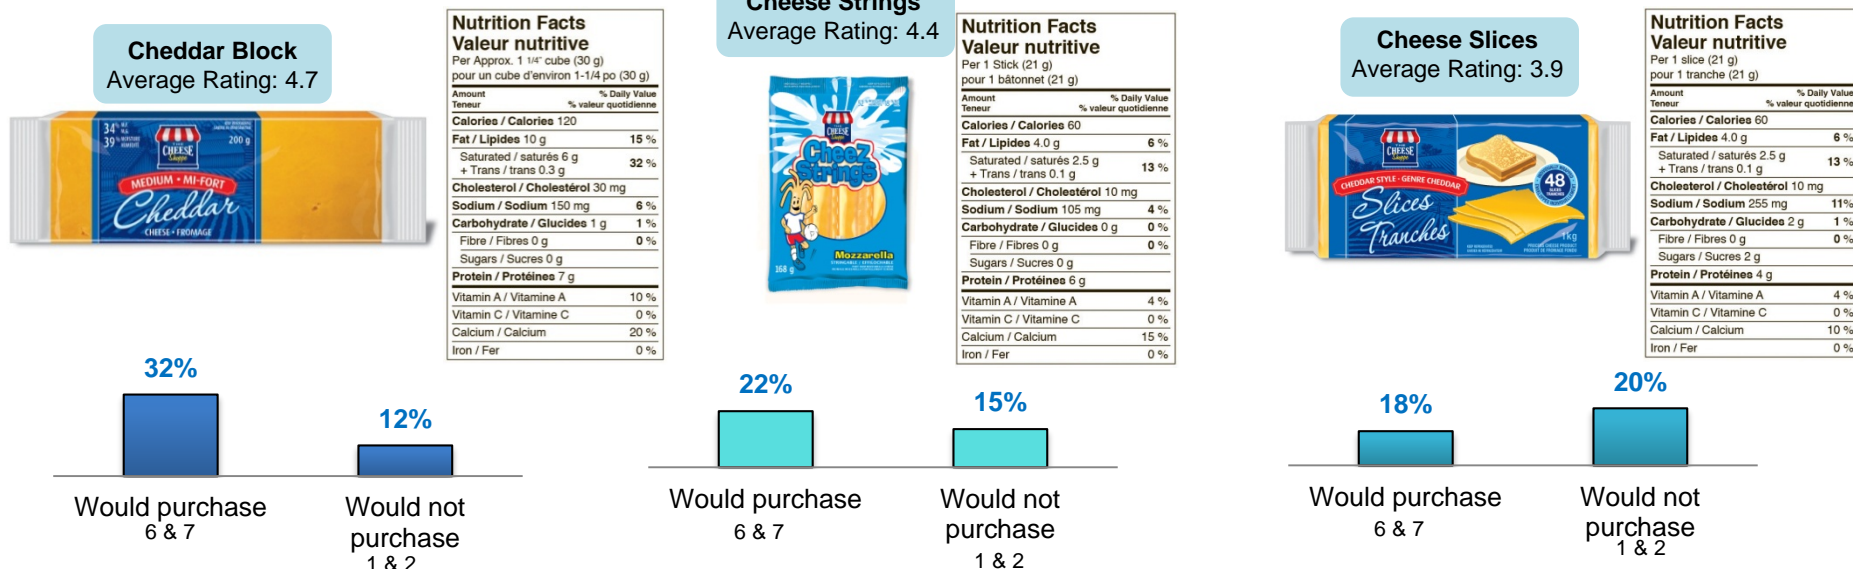 Cheddar Block
Average Rating: 4.7
34% M.F.
39% MOISTURE
200 g
THE
CHEESE
Shoppe
MEDIUM • MI-FORT
Cheddar
CHEESE • FROMAGE
Nutrition Facts
Valeur nutritive
Per Approx. 1 1/4" cube (30 g)
pour un cube d'environ 1-1/4 po (30 g)
Amount % Daily Value
Teneur % valeur quotidienne
Calories / Calories 120
Fat / Lipides 10 g 15 %
Saturated / saturés 6 g
+ Trans / trans 0.3 g 32 %
Cholesterol / Cholestérol 30 mg
Sodium / Sodium 150 mg 6 %
Carbohydrate / Glucides 1 g 1 %
Fibre / Fibres 0 g 0 %
Sugars / Sucres 0 g
Protein / Protéines 7 g
Vitamin A / Vitamine A 10 %
Vitamin C / Vitamine C 0 %
Calcium / Calcium 20 %
Iron / Fer 0 %
32%
12%
Would purchase
6 & 7
Would not
purchase
1 & 2
Cheese Strings
Average Rating: 4.4
THE
CHEESE
Shoppe
Cheez
Strings
Mozzarella
168 g
Nutrition Facts
Valeur nutritive
Per 1 Stick (21 g)
pour 1 bâtonnet (21 g)
Amount % Daily Value
Teneur % valeur quotidienne
Calories / Calories 60
Fat / Lipides 4.0 g 6 %
Saturated / saturés 2.5 g
+ Trans / trans 0.1 g 13 %
Cholesterol / Cholestérol 10 mg
Sodium / Sodium 105 mg 4 %
Carbohydrate / Glucides 0 g 0 %
Fibre / Fibres 0 g 0 %
Sugars / Sucres 0 g
Protein / Protéines 6 g
Vitamin A / Vitamine A 4 %
Vitamin C / Vitamine C 0 %
Calcium / Calcium 15 %
Iron / Fer 0 %
22%
15%
Would purchase
6 & 7
Would not
purchase
1 & 2
Cheese Slices
Average Rating: 3.9
THE
CHEESE
Shoppe
CHEDDAR STYLE • GENRE CHEDDAR
Slices
Tranches
48
SLICES
TRANCHES
1 kg
Nutrition Facts
Valeur nutritive
Per 1 slice (21 g)
pour 1 tranche (21 g)
Amount % Daily Value
Teneur % valeur quotidienne
Calories / Calories 60
Fat / Lipides 4.0 g 6 %
Saturated / saturés 2.5 g
+ Trans / trans 0.1 g 13 %
Cholesterol / Cholestérol 10 mg
Sodium / Sodium 255 mg 11%
Carbohydrate / Glucides 2 g 1 %
Fibre / Fibres 0 g 0 %
Sugars / Sucres 2 g
Protein / Protéines 4 g
Vitamin A / Vitamine A 4 %
Vitamin C / Vitamine C 0 %
Calcium / Calcium 10 %
Iron / Fer 0 %
18%
20%
Would purchase
6 & 7
Would not
purchase
1 & 2